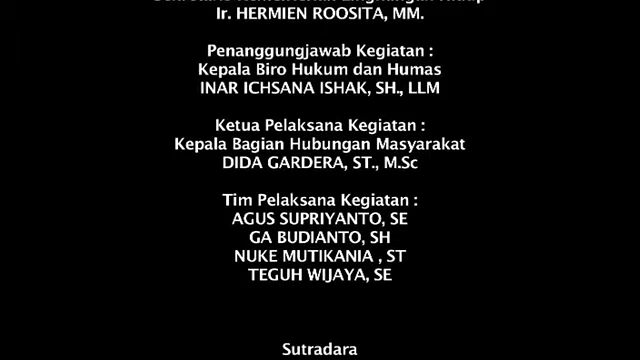 Ir. HERMIEN ROOSITA, MM.
Penanggungjawab Kegiatan :
Kepala Biro Hukum dan Humas
INAR ICHSANA ISHAK, SH., LLM
Ketua Pelaksana Kegiatan :
Kepala Bagian Hubungan Masyarakat
DIDA GARDERA, ST., M.Sc
Tim Pelaksana Kegiatan :
AGUS SUPRIYANTO, SE
GA BUDIANTO, SH
NUKE MUTIKANIA , ST
TEGUH WIJAYA, SE
Sutradara